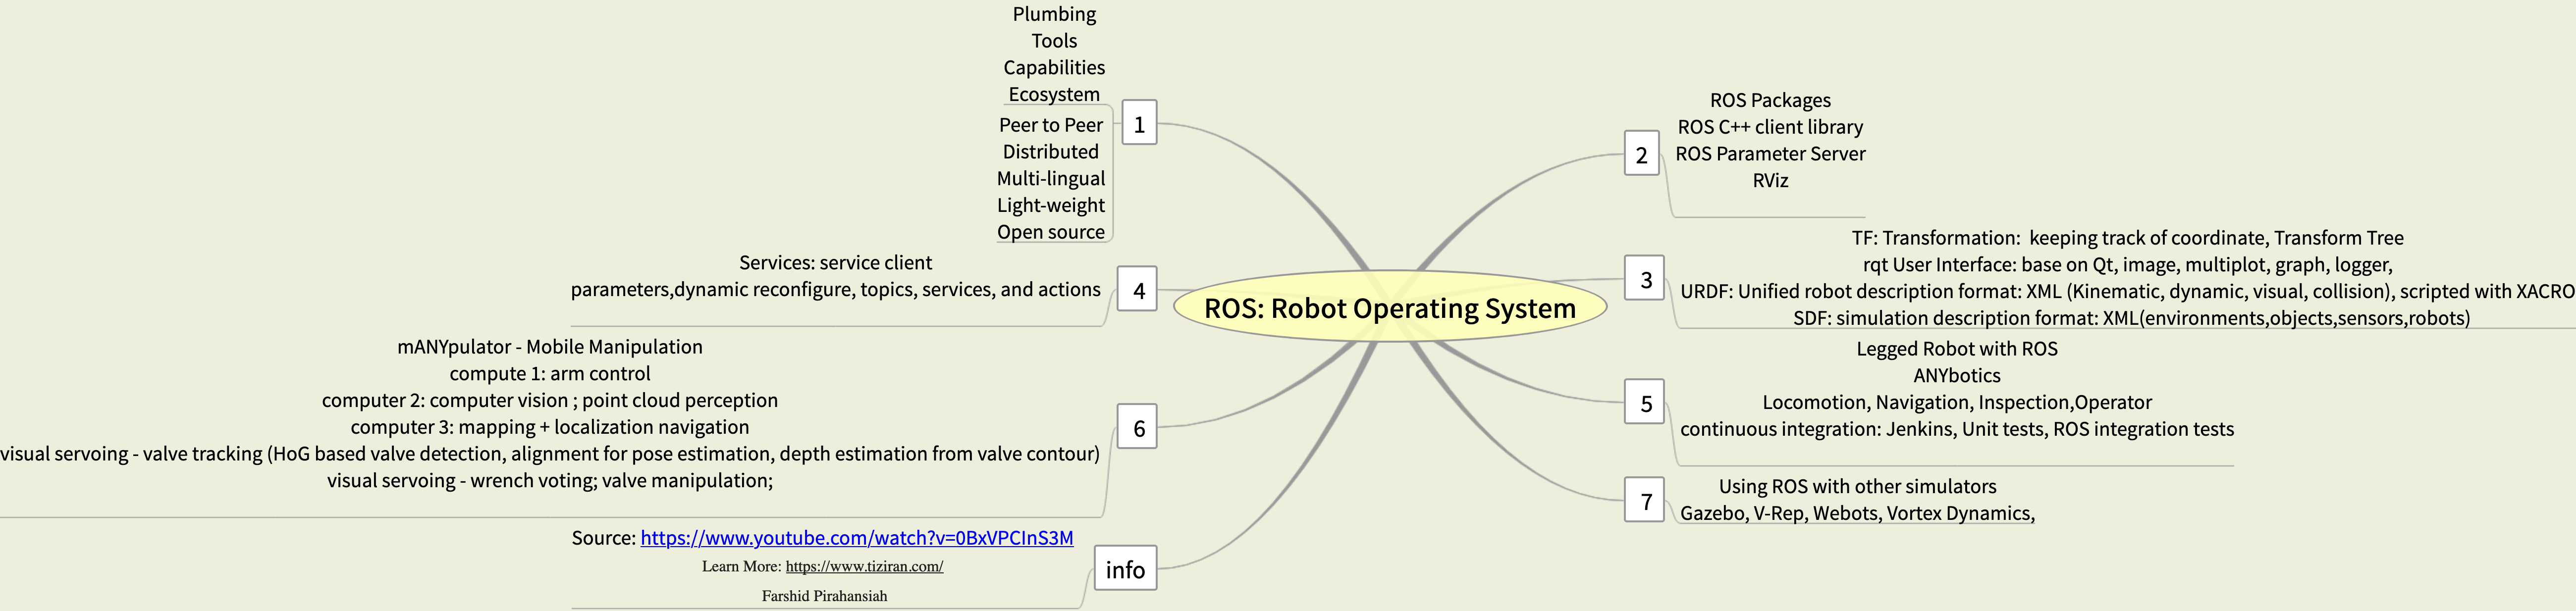 ROS: Robot Operating System
1
Plumbing
Tools
Capabilities
Ecosystem
Peer to Peer
Distributed
Multi-lingual
Light-weight
Open source
2
ROS Packages
ROS C++ client library
ROS Parameter Server
RViz
3
TF: Transformation:  keeping track of coordinate, Transform Tree
rqt User Interface: base on Qt, image, multiplot, graph, logger,
URDF: Unified robot description format: XML (Kinematic, dynamic, visual, collision), scripted with XACRO
SDF: simulation description format: XML(environments,objects,sensors,robots)
4
Services: service client
parameters,dynamic reconfigure, topics, services, and actions
5
Legged Robot with ROS
ANYbotics
Locomotion, Navigation, Inspection,Operator
continuous integration: Jenkins, Unit tests, ROS integration tests
6
mANYpulator - Mobile Manipulation
compute 1: arm control
computer 2: computer vision ; point cloud perception
computer 3: mapping + localization navigation
visual servoing - valve tracking (HoG based valve detection, alignment for pose estimation, depth estimation from valve contour)
visual servoing - wrench voting; valve manipulation;
7
Using ROS with other simulators
Gazebo, V-Rep, Webots, Vortex Dynamics,
info
Source: https://www.youtube.com/watch?v=0BxVPCInS3M
Learn More: https://www.tiziran.com/
Farshid Pirahansiah